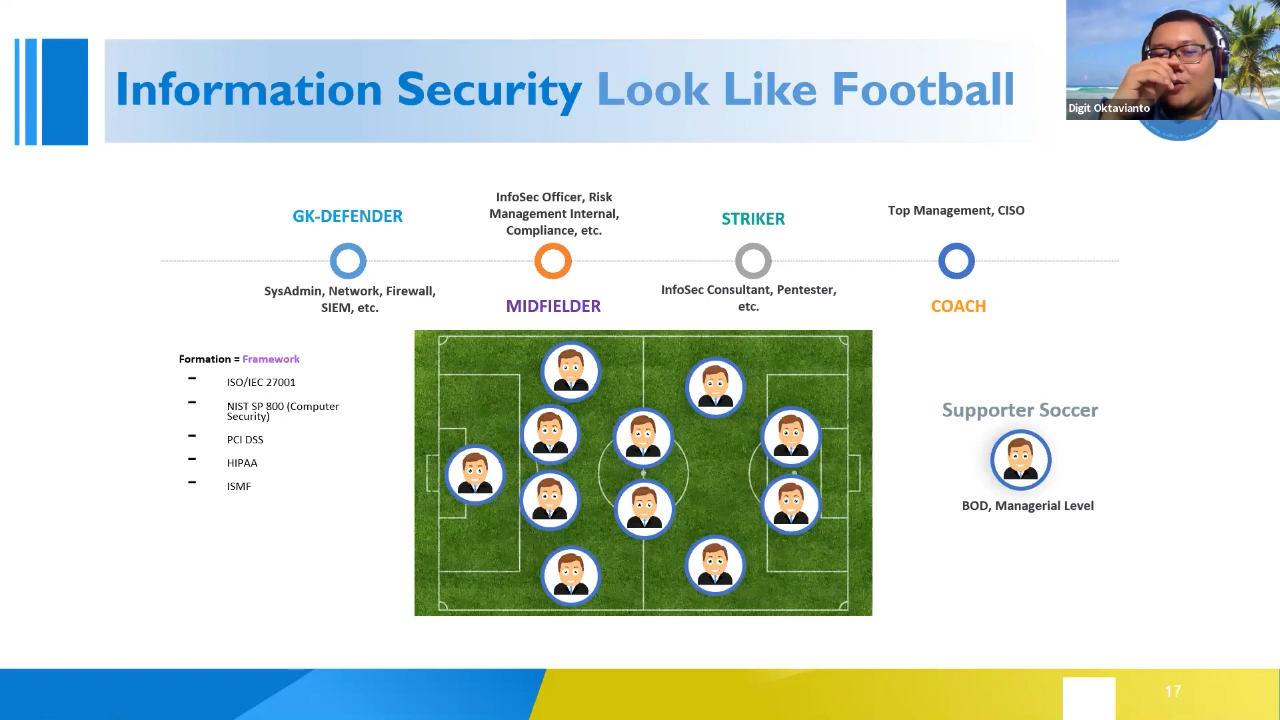 Information Security Look Like Football
Digit Oktavianto
GK-DEFENDER
SysAdmin, Network, Firewall,
SIEM, etc.
InfoSec Officer, Risk
Management Internal,
Compliance, etc.
MIDFIELDER
STRIKER
InfoSec Consultant, Pentester,
etc.
Top Management, CISO
COACH
Formation = Framework
- ISO/IEC 27001
- NIST SP 800 (Computer
Security)
- PCI DSS
- HIPAA
- ISMF
Supporter Soccer
BOD, Managerial Level
17